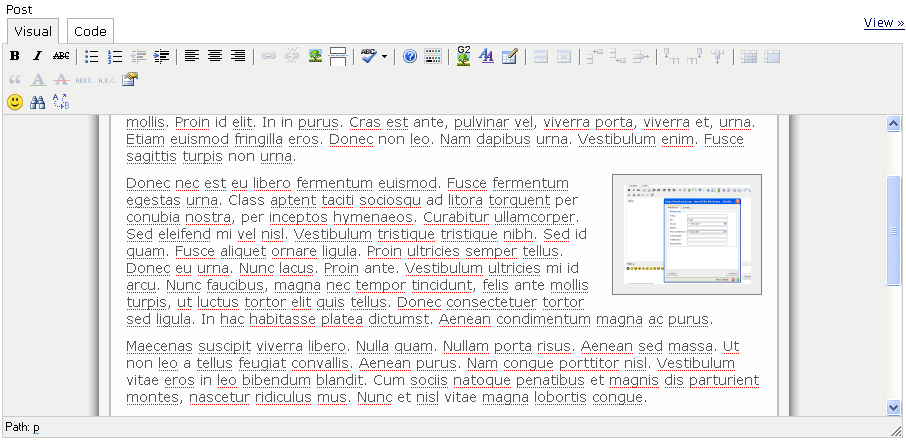 Post
Visual Code View »
B I ABC ABC G2 AA
A A ABBR. A.B.C.
mollis. Proin id elit. In in purus. Cras est ante, pulvinar vel, viverra porta, viverra et, urna.
Etiam euismod fringilla eros. Donec non leo. Nam dapibus urna. Vestibulum enim. Fusce
sagittis turpis non urna.
Donec nec est eu libero fermentum euismod. Fusce fermentum
egestas urna. Class aptent taciti sociosqu ad litora torquent per
conubia nostra, per inceptos hymenaeos. Curabitur ullamcorper.
Sed eleifend mi vel nisl. Vestibulum tristique tristique nibh. Sed id
quam. Fusce aliquet ornare ligula. Proin ultricies semper tellus.
Donec eu urna. Nunc lacus. Proin ante. Vestibulum ultricies mi id
arcu. Nunc faucibus, magna nec tempor tincidunt, felis ante mollis
turpis, ut luctus tortor elit quis tellus. Donec consectetuer tortor
sed ligula. In hac habitasse platea dictumst. Aenean condimentum magna ac purus.
Maecenas suscipit viverra libero. Nulla quam. Nullam porta risus. Aenean sed massa. Ut
non leo a tellus feugiat convallis. Aenean purus. Nam congue porttitor nisl. Vestibulum
vitae eros in leo bibendum blandit. Cum sociis natoque penatibus et magnis dis parturient
montes, nascetur ridiculus mus. Nunc et nisl vitae magna lobortis congue.
Path: p